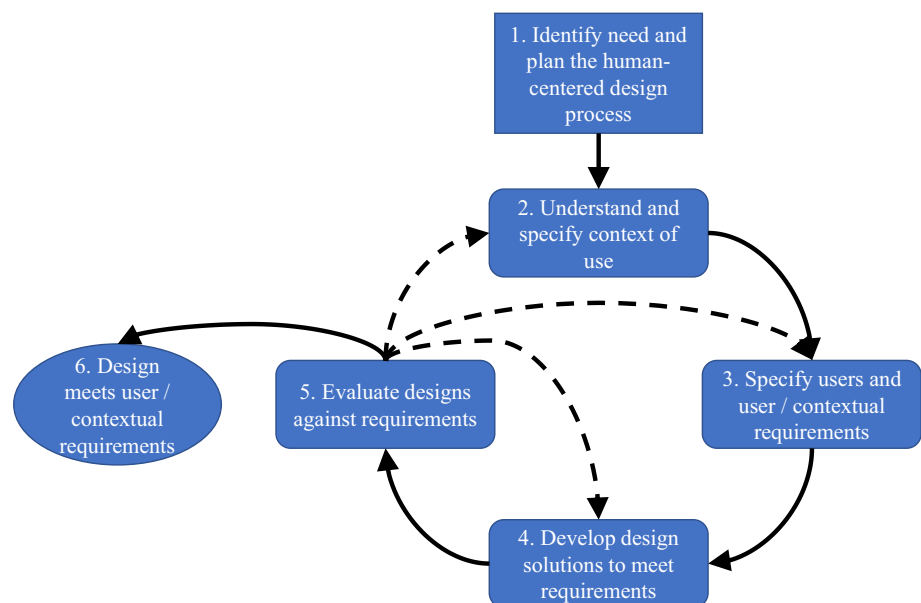 1. Identify need and
plan the human-
centered design
process
2. Understand and
specify context of
use
3. Specify users and
user / contextual
requirements
4. Develop design
solutions to meet
requirements
5. Evaluate designs
against requirements
6. Design
meets user /
contextual
requirements